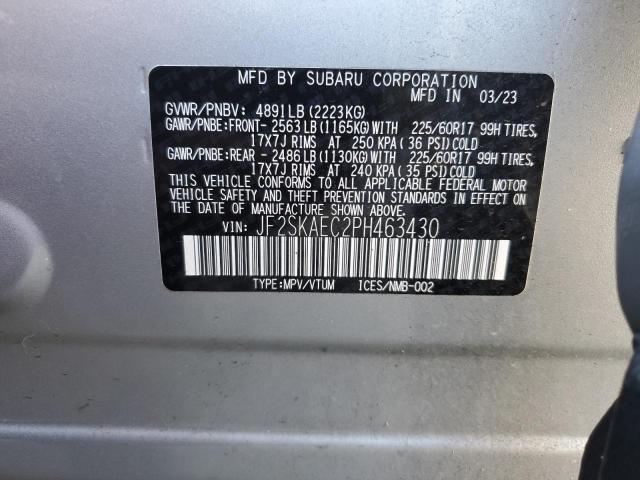 MFD BY SUBARU CORPORATION
MFD IN 03/23
GVWR/PNBV: 4891LB(2223KG)
GAWR/PNBE:FRONT- 2563LB(1165KG)WITH 225/60R17 99H TIRES,
17X7J RIMS AT 250 KPA( 36 PSI)COLD
GAWR/PNBE:REAR - 2486LB(1130KG)WITH 225/60R17 99H TIRES,
17X7J RIMS AT 240 KPA( 35 PSI)COLD
THIS VEHICLE CONFORMS TO ALL APPLICABLE FEDERAL MOTOR
VEHICLE SAFETY AND THEFT PREVENTION STANDARDS IN EFFECT
ON THE DATE OF MANUFACTURE SHOWN ABOVE.
VIN: JF2SKAEC2PH463430
TYPE:MPV/VTUM ICES/NMB-002